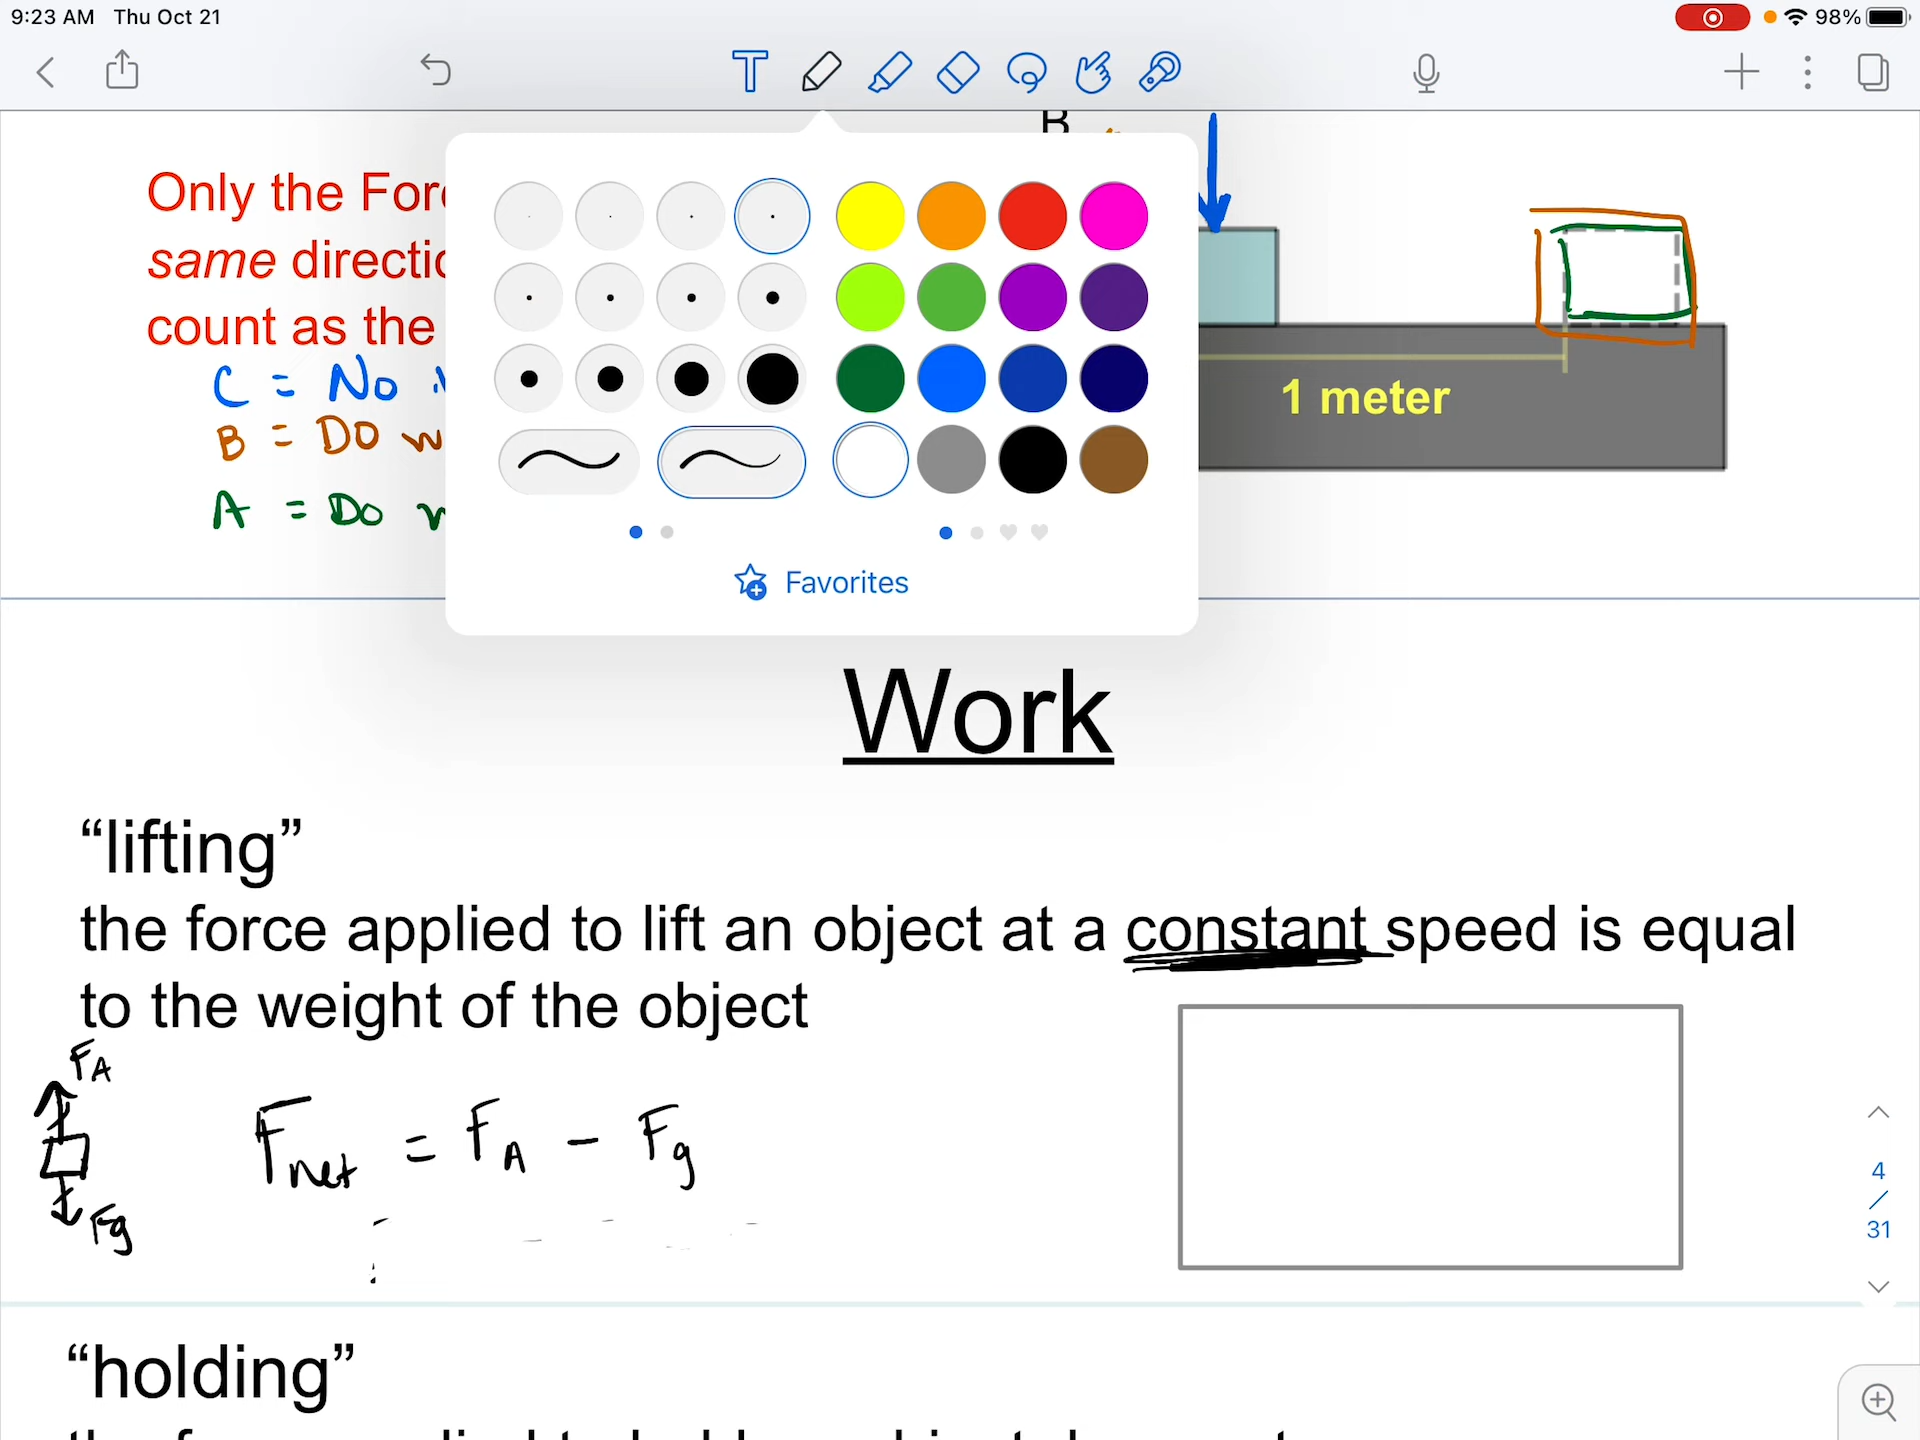 9:23 AM Thu Oct 21
98%
T
B
Only the Forc
same directic
count as the
C = No
B = Do
A = Do
1 meter
Favorites
Work
“lifting”
the force applied to lift an object at a constant speed is equal
to the weight of the object
FA
Fnet = FA - Fg
Fg
4
/
31
“holding”